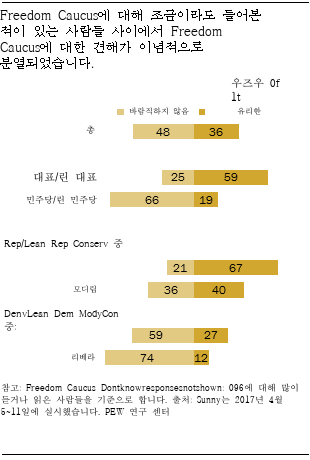 Freedom Caucus에 대해 조금이라도 들어본
적이 있는 사람들 사이에서 Freedom
Caucus에 대한 견해가 이념적으로
분열되었습니다.
우즈우 0f
1t
바람직하지 않음 유리한
총 48 36
대표/린 대표 25 59
민주당/린 민주당 66 19
Rep/Lean Rep Conserv 중
21 67
모디림 36 40
DenvLean Dem ModyCon
중:
59 27
리베라 74 12
참고: Freedom Caucus Dontknowresponsesnotshown: 096에 대해 많이
듣거나 읽은 사람들을 기준으로 합니다. 출처: Sunny는 2017년 4월
5~11일에 실시했습니다. PEW 연구 센터